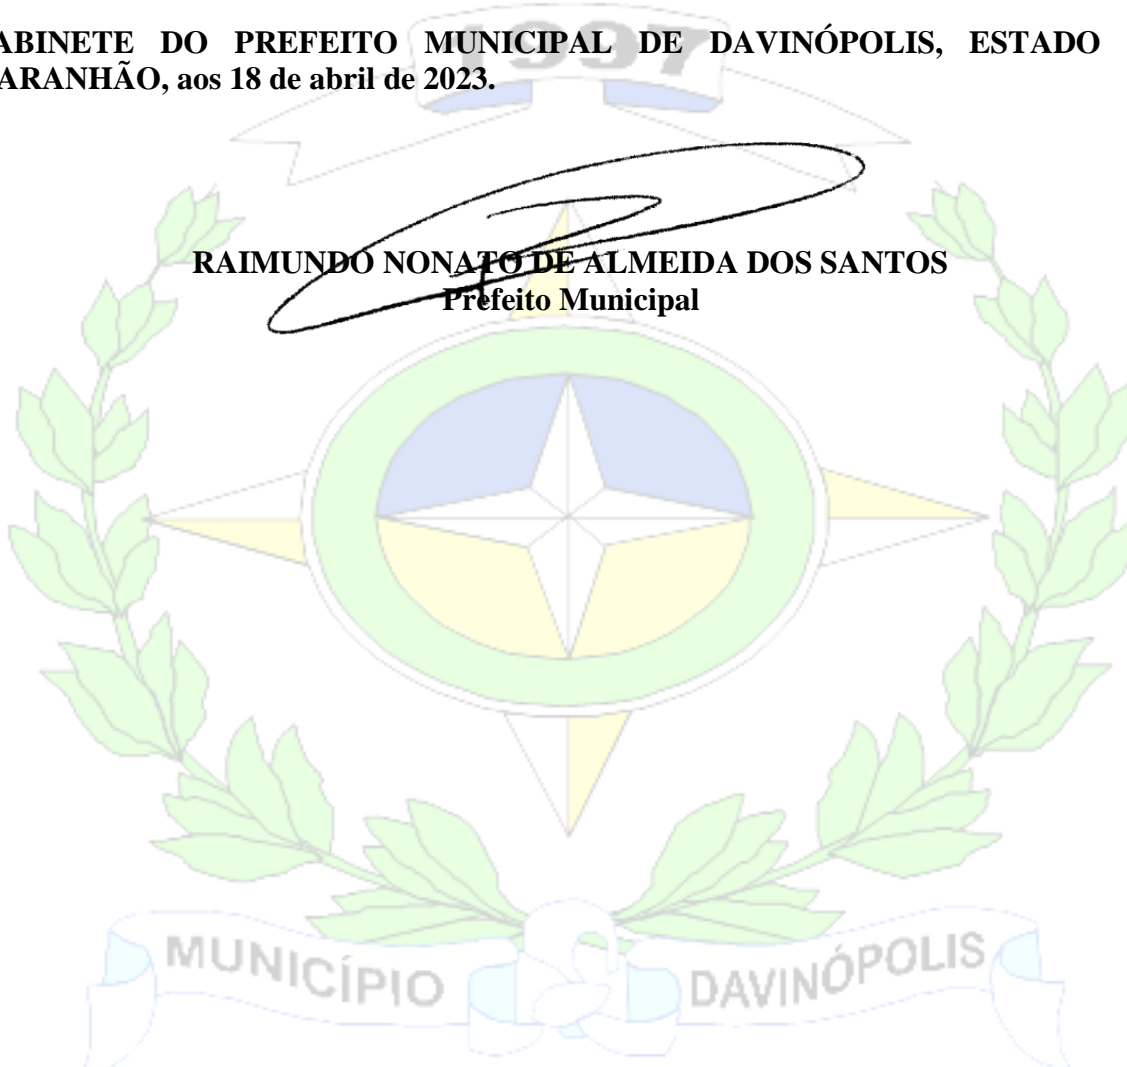 1997
ABINETE DO PREFEITO MUNICIPAL DE DAVINÓPOLIS, ESTADO
ARANHÃO, aos 18 de abril de 2023.
RAIMUNDO NONATO DE ALMEIDA DOS SANTOS
Prefeito Municipal
MUNICÍPIO DAVINÓPOLIS